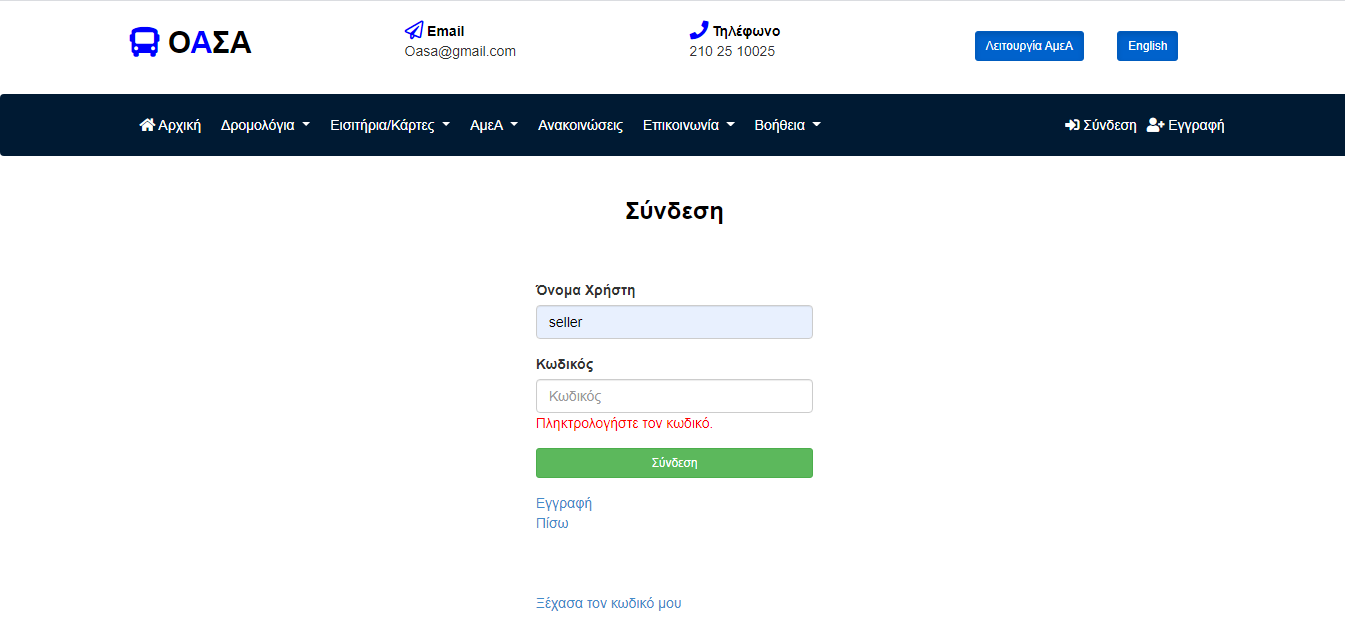 ΟΑΣΑ
Email
Oasa@gmail.com
Τηλέφωνο
210 25 10025
Λειτουργία ΑμεΑ
English
Αρχική Δρομολόγια Εισιτήρια/Κάρτες ΑμεΑ Ανακοινώσεις Επικοινωνία Βοήθεια Σύνδεση Εγγραφή
Σύνδεση
Όνομα Χρήστη
seller
Κωδικός
Κωδικός
Πληκτρολογήστε τον κωδικό.
Σύνδεση
Εγγραφή
Πίσω
Ξέχασα τον κωδικό μου